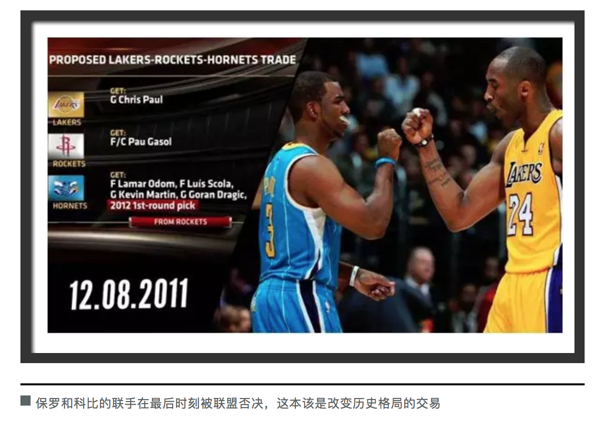 PROPOSED LAKERS-ROCKETS-HORNETS TRADE
GET:
G Chris Paul
LAKERS
LAKERS
GET:
F/C Pau Gasol
ROCKETS
GET:
F Lamar Odom, F Luis Scola,
G Kevin Martin, G Goran Dragic,
2012 1st-round pick
HORNETS
FROM ROCKETS
12.08.2011
3
LAKERS
24
保罗和科比的联手在最后时刻被联盟否决，这本该是改变历史格局的交易